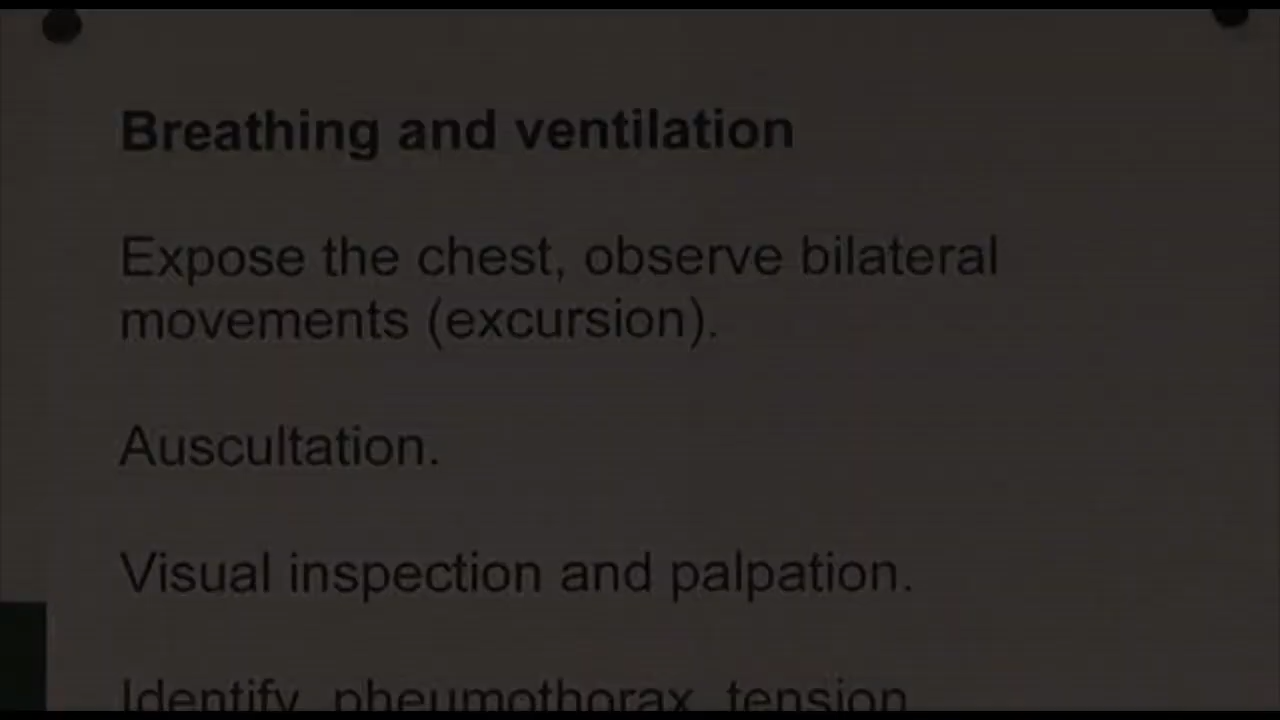 Breathing and ventilation
Expose the chest, observe bilateral
movements (excursion).
Auscultation.
Visual inspection and palpation.
Identify pneumothorax, tension